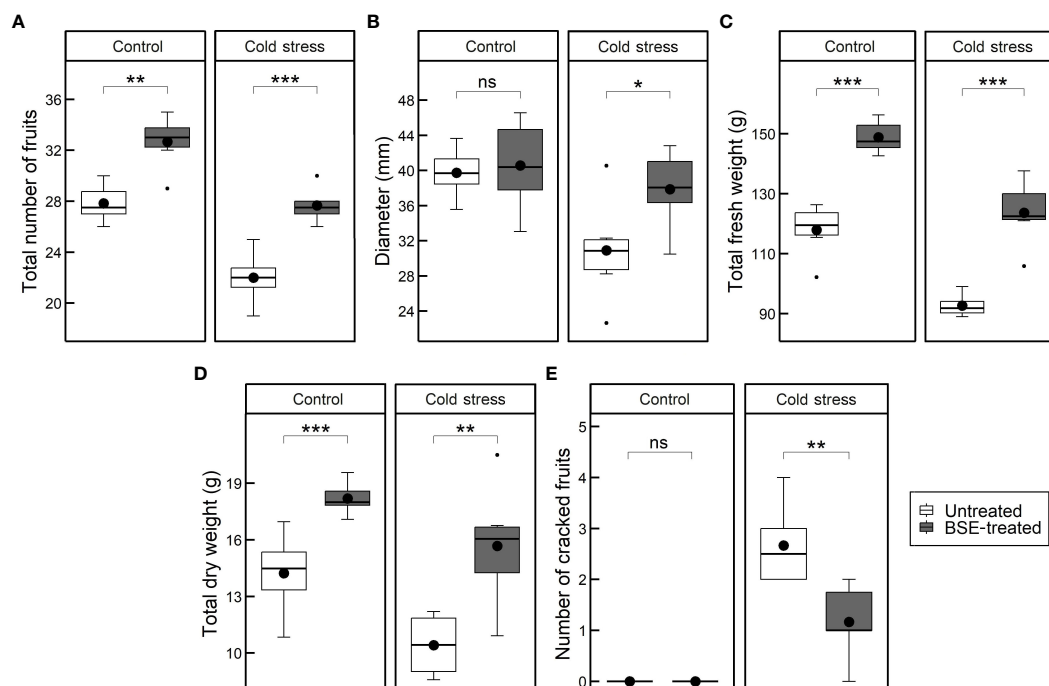 A
Control
Cold stress
**
***
Total number of fruits
36
32
28
24
20
B
Control
Cold stress
ns
*
Diameter (mm)
48
44
40
36
32
28
24
C
Control
Cold stress
***
***
Total fresh weight (g)
150
130
110
90
D
Control
Cold stress
***
**
Total dry weight (g)
19
16
13
10
E
Control
Cold stress
ns
**
Number of cracked fruits
5
4
3
2
1
0
Untreated
BSE-treated